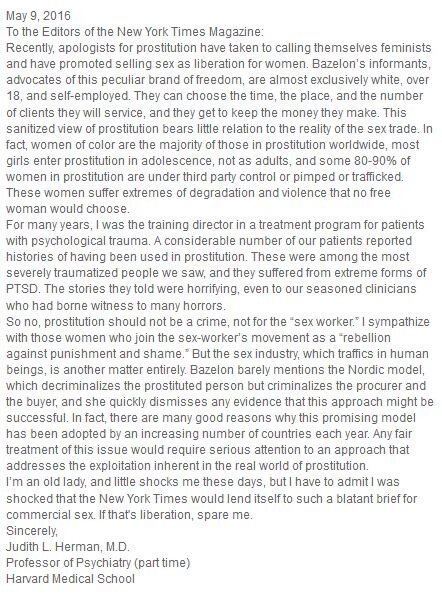 May 9, 2016
To the Editors of the New York Times Magazine:
Recently, apologists for prostitution have taken to calling themselves feminists
and have promoted selling sex as liberation for women. Bazelon's informants,
advocates of this peculiar brand of freedom, are almost exclusively white, over
18, and self-employed. They can choose the time, the place, and the number
of clients they will service, and they get to keep the money they make. This
sanitized view of prostitution bears little relation to the reality of the sex trade. In
fact, women of color are the majority of those in prostitution worldwide, most
girls enter prostitution in adolescence, not as adults, and some 80-90% of
women in prostitution are under third party control or pimped or trafficked.
These women suffer extremes of degradation and violence that no free
woman would choose.
For many years, I was the training director in a treatment program for patients
with psychological trauma. A considerable number of our patients reported
histories of having been used in prostitution. These were among the most
severely traumatized people we saw, and they suffered from extreme forms of
PTSD. The stories they told were horrifying, even to our seasoned clinicians
who had borne witness to many horrors.
So no, prostitution should not be a crime, not for the “sex worker.” I sympathize
with those women who join the sex-worker's movement as a “rebellion
against punishment and shame.” But the sex industry, which traffics in human
beings, is another matter entirely. Bazelon barely mentions the Nordic model,
which decriminalizes the prostituted person but criminalizes the procurer and
the buyer, and she quickly dismisses any evidence that this approach might be
successful. In fact, there are many good reasons why this promising model
has been adopted by an increasing number of countries each year. Any fair
treatment of this issue would require serious attention to an approach that
addresses the exploitation inherent in the real world of prostitution.
I'm an old lady, and little shocks me these days, but I have to admit I was
shocked that the New York Times would lend itself to such a blatant brief for
commercial sex. If that's liberation, spare me.
Sincerely,
Judith L. Herman, M.D.
Professor of Psychiatry (part time)
Harvard Medical School